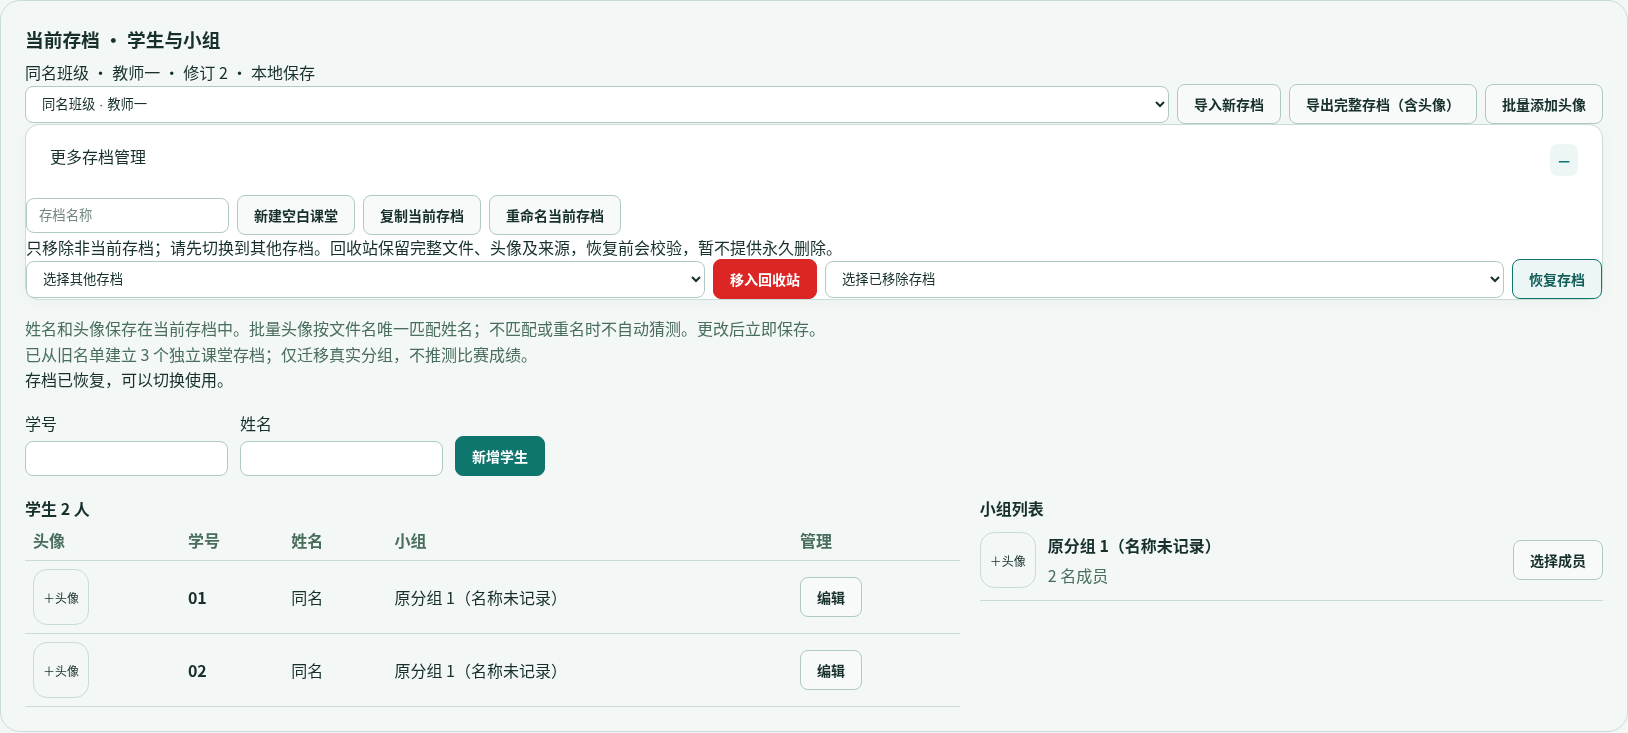 当前存档 · 学生与小组
同名班级 · 教师一 · 修订 2 · 本地保存
同名班级 · 教师一 导入新存档 导出完整存档（含头像） 批量添加头像
更多存档管理 −
存档名称 新建空白课堂 复制当前存档 重命名当前存档
只移除非当前存档；请先切换到其他存档。回收站保留完整文件、头像及来源，恢复前会校验，暂不提供永久删除。
选择其他存档 移入回收站 选择已移除存档 恢复存档
姓名和头像保存在当前存档中。批量头像按文件名唯一匹配姓名；不匹配或重名时不自动猜测。更改后立即保存。
已从旧名单建立 3 个独立课堂存档；仅迁移真实分组，不推测比赛成绩。
存档已恢复，可以切换使用。
学号 姓名
新增学生
学生 2 人
头像 学号 姓名 小组 管理
＋头像 01 同名 原分组 1（名称未记录） 编辑
＋头像 02 同名 原分组 1（名称未记录） 编辑
小组列表
＋头像 原分组 1（名称未记录） 选择成员
2 名成员